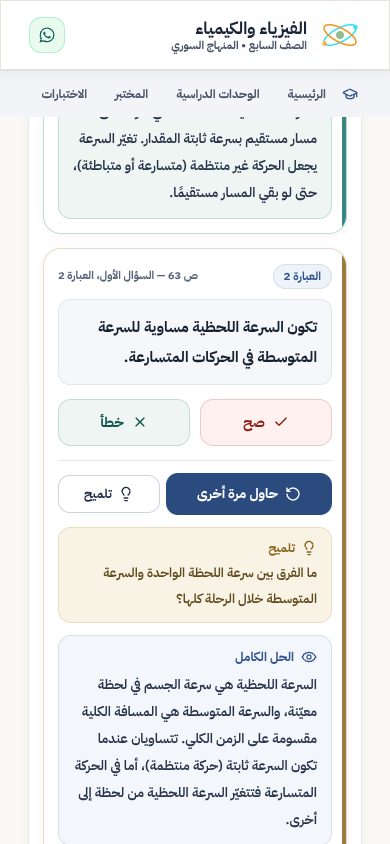 الفيزياء والكيمياء
الصف السابع • المنهاج السوري
الرئيسية
الوحدات الدراسية
المختبر
الاختبارات
مسار مستقيم بسرعة ثابتة المقدار. تغيّر السرعة
يجعل الحركة غير منتظمة (متسارعة أو متباطئة)،
حتى لو بقي المسار مستقيمًا.
العبارة 2
ص 63 — السؤال الأول، العبارة 2
تكون السرعة اللحظية مساوية للسرعة
المتوسطة في الحركات المتسارعة.
صح
خطأ
حاول مرة أخرى
تلميح
تلميح
ما الفرق بين سرعة اللحظة الواحدة والسرعة
المتوسطة خلال الرحلة كلها؟
الحل الكامل
السرعة اللحظية هي سرعة الجسم في لحظة
معيّنة، والسرعة المتوسطة هي المسافة الكلية
مقسومة على الزمن الكلي. تتساويان عندما
تكون السرعة ثابتة (حركة منتظمة)، أما في الحركة
المتسارعة فتتغيّر السرعة اللحظية من لحظة إلى
أخرى.